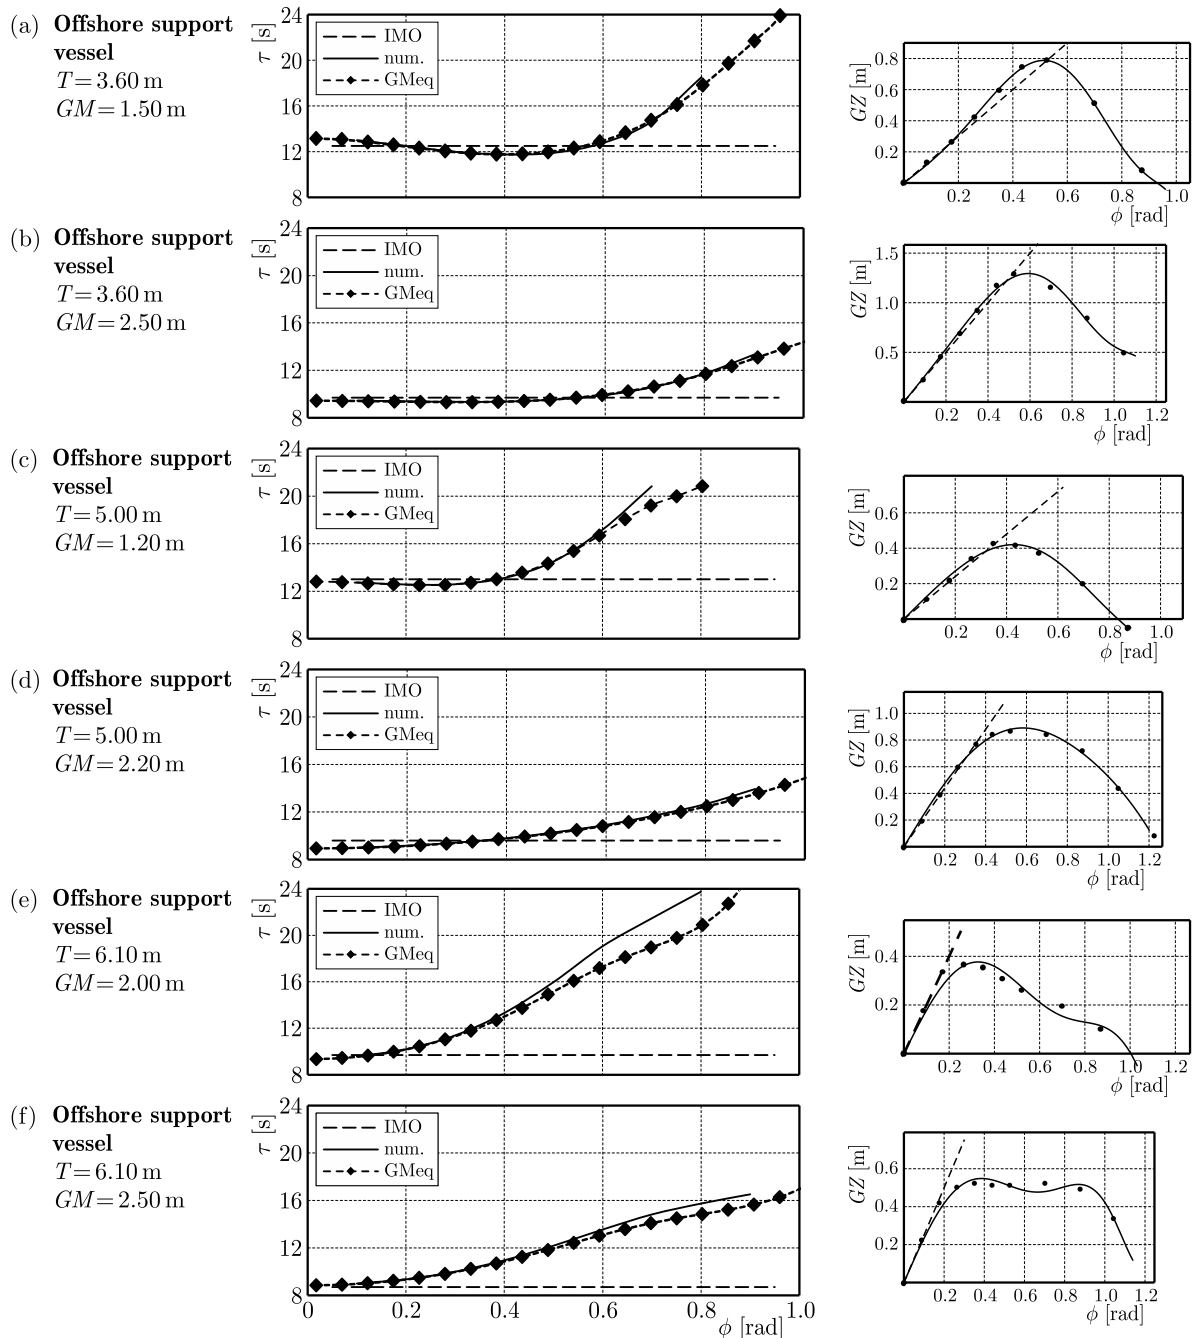 (a) Offshore support
vessel
T = 3.60 m
GM = 1.50 m
τ [s]
24
20
16
12
8
IMO
num.
GMeq
GZ [m]
0.8
0.6
0.4
0.2
0.2 0.4 0.6 0.8 1.0
ϕ [rad]
(b) Offshore support
vessel
T = 3.60 m
GM = 2.50 m
τ [s]
24
20
16
12
8
IMO
num.
GMeq
GZ [m]
1.5
1.0
0.5
0.2 0.4 0.6 0.8 1.0 1.2
ϕ [rad]
(c) Offshore support
vessel
T = 5.00 m
GM = 1.20 m
τ [s]
24
20
16
12
8
IMO
num.
GMeq
GZ [m]
0.6
0.4
0.2
0.2 0.4 0.6 0.8 1.0
ϕ [rad]
(d) Offshore support
vessel
T = 5.00 m
GM = 2.20 m
τ [s]
24
20
16
12
8
IMO
num.
GMeq
GZ [m]
1.0
0.8
0.6
0.4
0.2
0.2 0.4 0.6 0.8 1.0 1.2
ϕ [rad]
(e) Offshore support
vessel
T = 6.10 m
GM = 2.00 m
τ [s]
24
20
16
12
8
IMO
num.
GMeq
GZ [m]
0.4
0.2
0.2 0.4 0.6 0.8 1.0 1.2
ϕ [rad]
(f) Offshore support
vessel
T = 6.10 m
GM = 2.50 m
τ [s]
24
20
16
12
8
IMO
num.
GMeq
0 0.2 0.4 0.6 0.8 1.0
ϕ [rad]
GZ [m]
0.6
0.4
0.2
0.2 0.4 0.6 0.8 1.0 1.2
ϕ [rad]